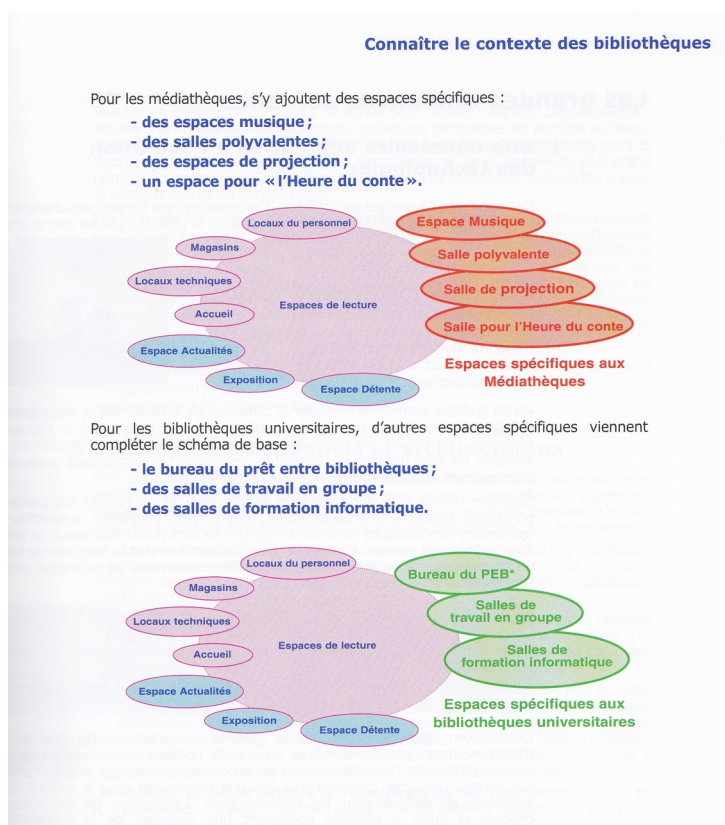 Connaître le contexte des bibliothèques
Pour les médiathèques, s'y ajoutent des espaces spécifiques :
- des espaces musique ;
- des salles polyvalentes ;
- des espaces de projection ;
- un espace pour « l'Heure du conte ».
Locaux du personnel
Magasins
Locaux techniques
Accueil
Espace Actualités
Exposition
Espace Détente
Espaces de lecture
Espace Musique
Salle polyvalente
Salle de projection
Salle pour l'Heure du conte
Espaces spécifiques aux
Médiathèques
Pour les bibliothèques universitaires, d'autres espaces spécifiques viennent
compléter le schéma de base :
- le bureau du prêt entre bibliothèques ;
- des salles de travail en groupe ;
- des salles de formation informatique.
Locaux du personnel
Magasins
Locaux techniques
Accueil
Espace Actualités
Exposition
Espace Détente
Espaces de lecture
Bureau du PEB*
Salles de
travail en groupe
Salles de
formation informatique
Espaces spécifiques aux
bibliothèques universitaires